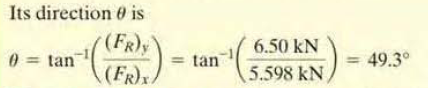 Its direction θ is
θ = tan⁻¹((F_R)_y / (F_R)_x) = tan⁻¹(6.50 kN / 5.598 kN) = 49.3°